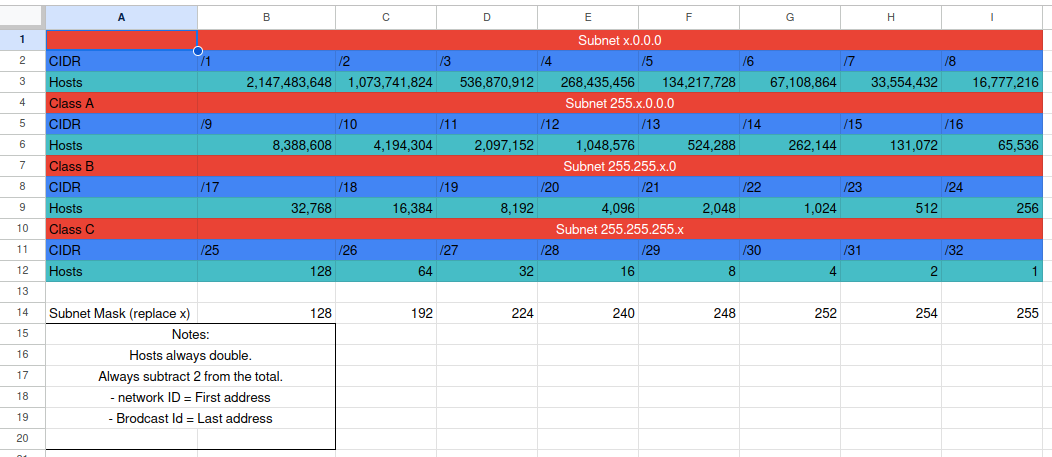 A B C D E F G H I
1 Subnet x.0.0.0
2 CIDR /1 /2 /3 /4 /5 /6 /7 /8
3 Hosts 2,147,483,648 1,073,741,824 536,870,912 268,435,456 134,217,728 67,108,864 33,554,432 16,777,216
4 Class A Subnet 255.x.0.0.0
5 CIDR /9 /10 /11 /12 /13 /14 /15 /16
6 Hosts 8,388,608 4,194,304 2,097,152 1,048,576 524,288 262,144 131,072 65,536
7 Class B Subnet 255.255.x.0
8 CIDR /17 /18 /19 /20 /21 /22 /23 /24
9 Hosts 32,768 16,384 8,192 4,096 2,048 1,024 512 256
10 Class C Subnet 255.255.255.x
11 CIDR /25 /26 /27 /28 /29 /30 /31 /32
12 Hosts 128 64 32 16 8 4 2 1
13
14 Subnet Mask (replace x) 128 192 224 240 248 252 254 255
15 Notes:
16 Hosts always double.
17 Always subtract 2 from the total.
18 - network ID = First address
19 - Brodcast Id = Last address
20